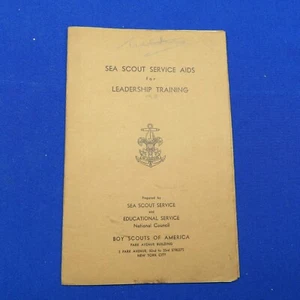 SEA SCOUT SERVICE AIDS
For
LEADERSHIP TRAINING
Prepared by
SEA SCOUT SERVICE
and
EDUCATIONAL SERVICE
National Council
BOY SCOUTS OF AMERICA
PARK AVENUE BUILDING
2 PARK AVENUE, 32nd to 33rd STREETS
NEW YORK CITY